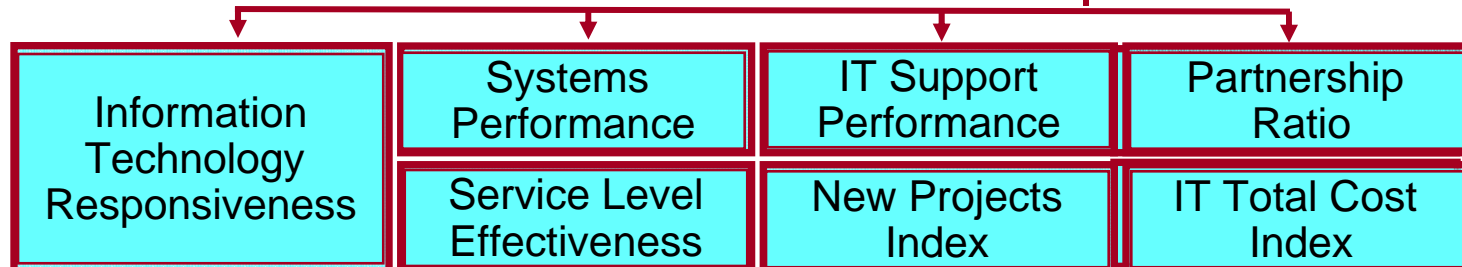 Information
Technology
Responsiveness
Systems
Performance
IT Support
Performance
Partnership
Ratio
Service Level
Effectiveness
New Projects
Index
IT Total Cost
Index